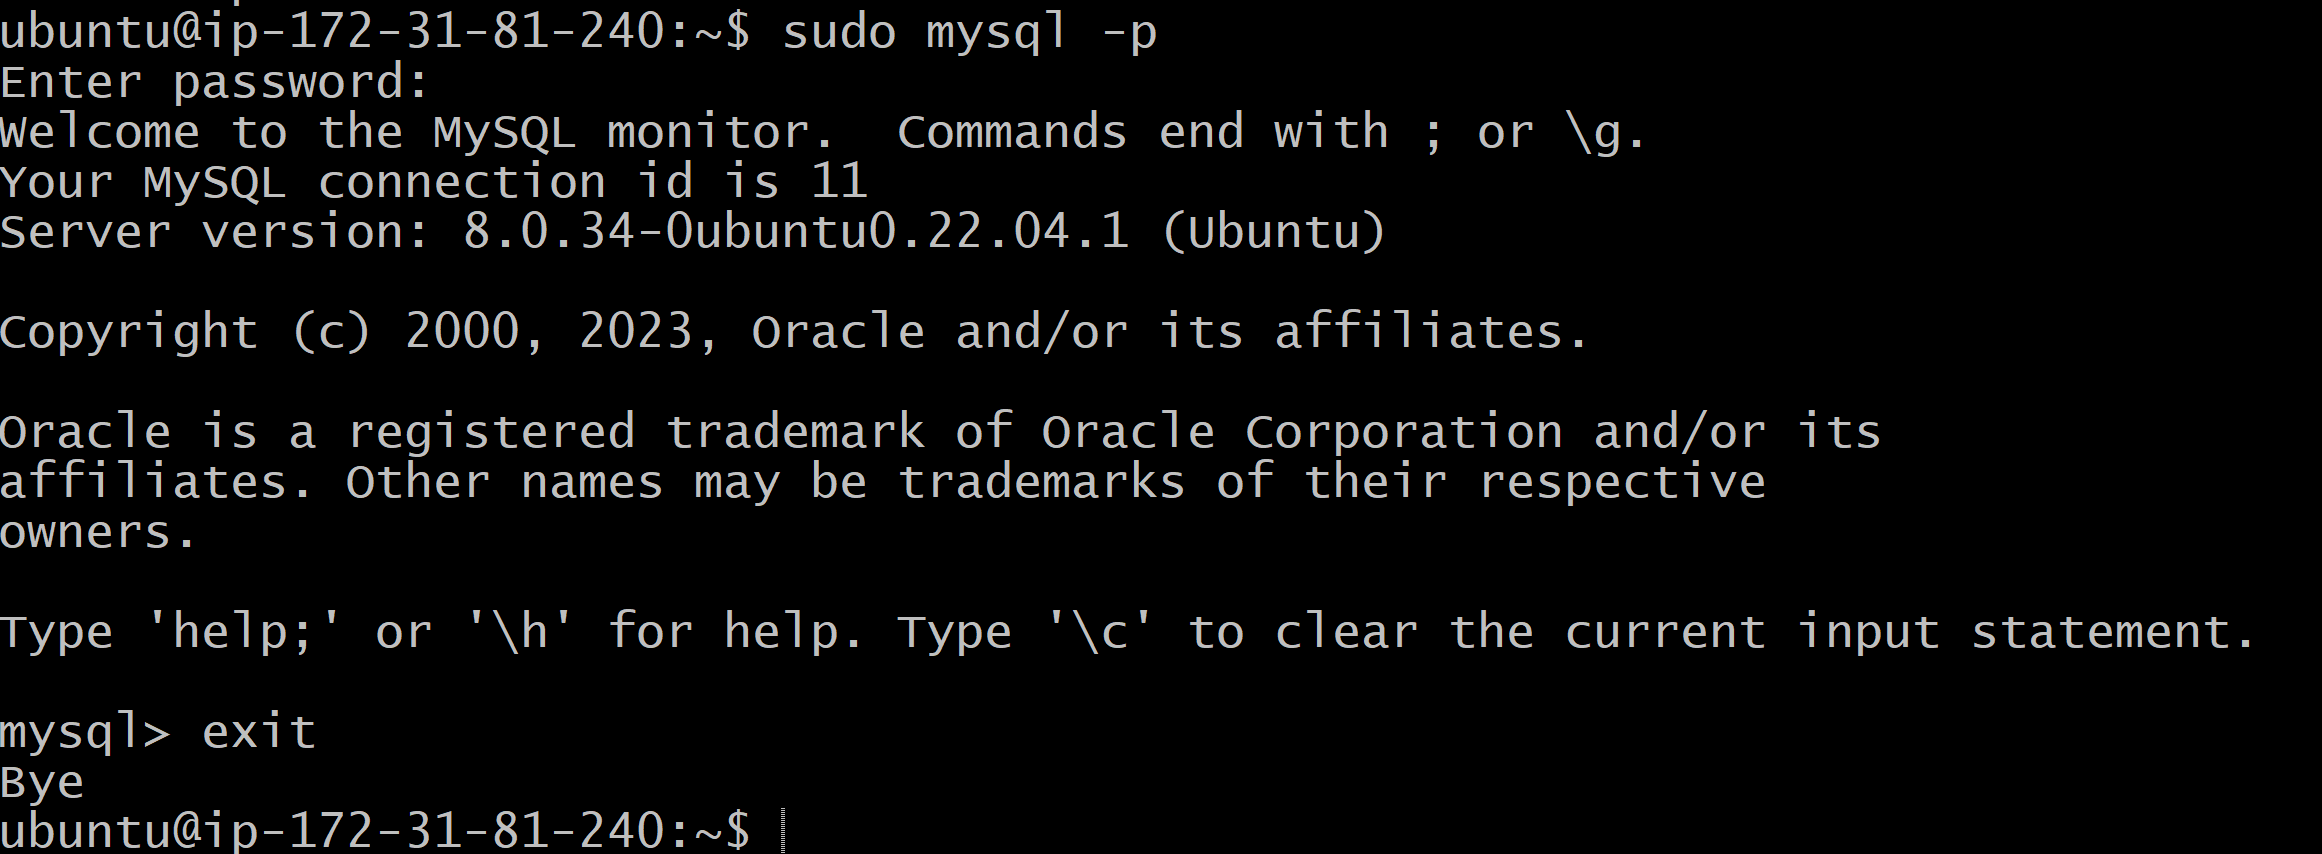 ubuntu@ip-172-31-81-240:~$ sudo mysql -p
Enter password:
Welcome to the MySQL monitor.  Commands end with ; or \g.
Your MySQL connection id is 11
Server version: 8.0.34-0ubuntu0.22.04.1 (Ubuntu)

Copyright (c) 2000, 2023, Oracle and/or its affiliates.

Oracle is a registered trademark of Oracle Corporation and/or its
affiliates. Other names may be trademarks of their respective
owners.

Type 'help;' or '\h' for help. Type '\c' to clear the current input statement.

mysql> exit
Bye
ubuntu@ip-172-31-81-240:~$